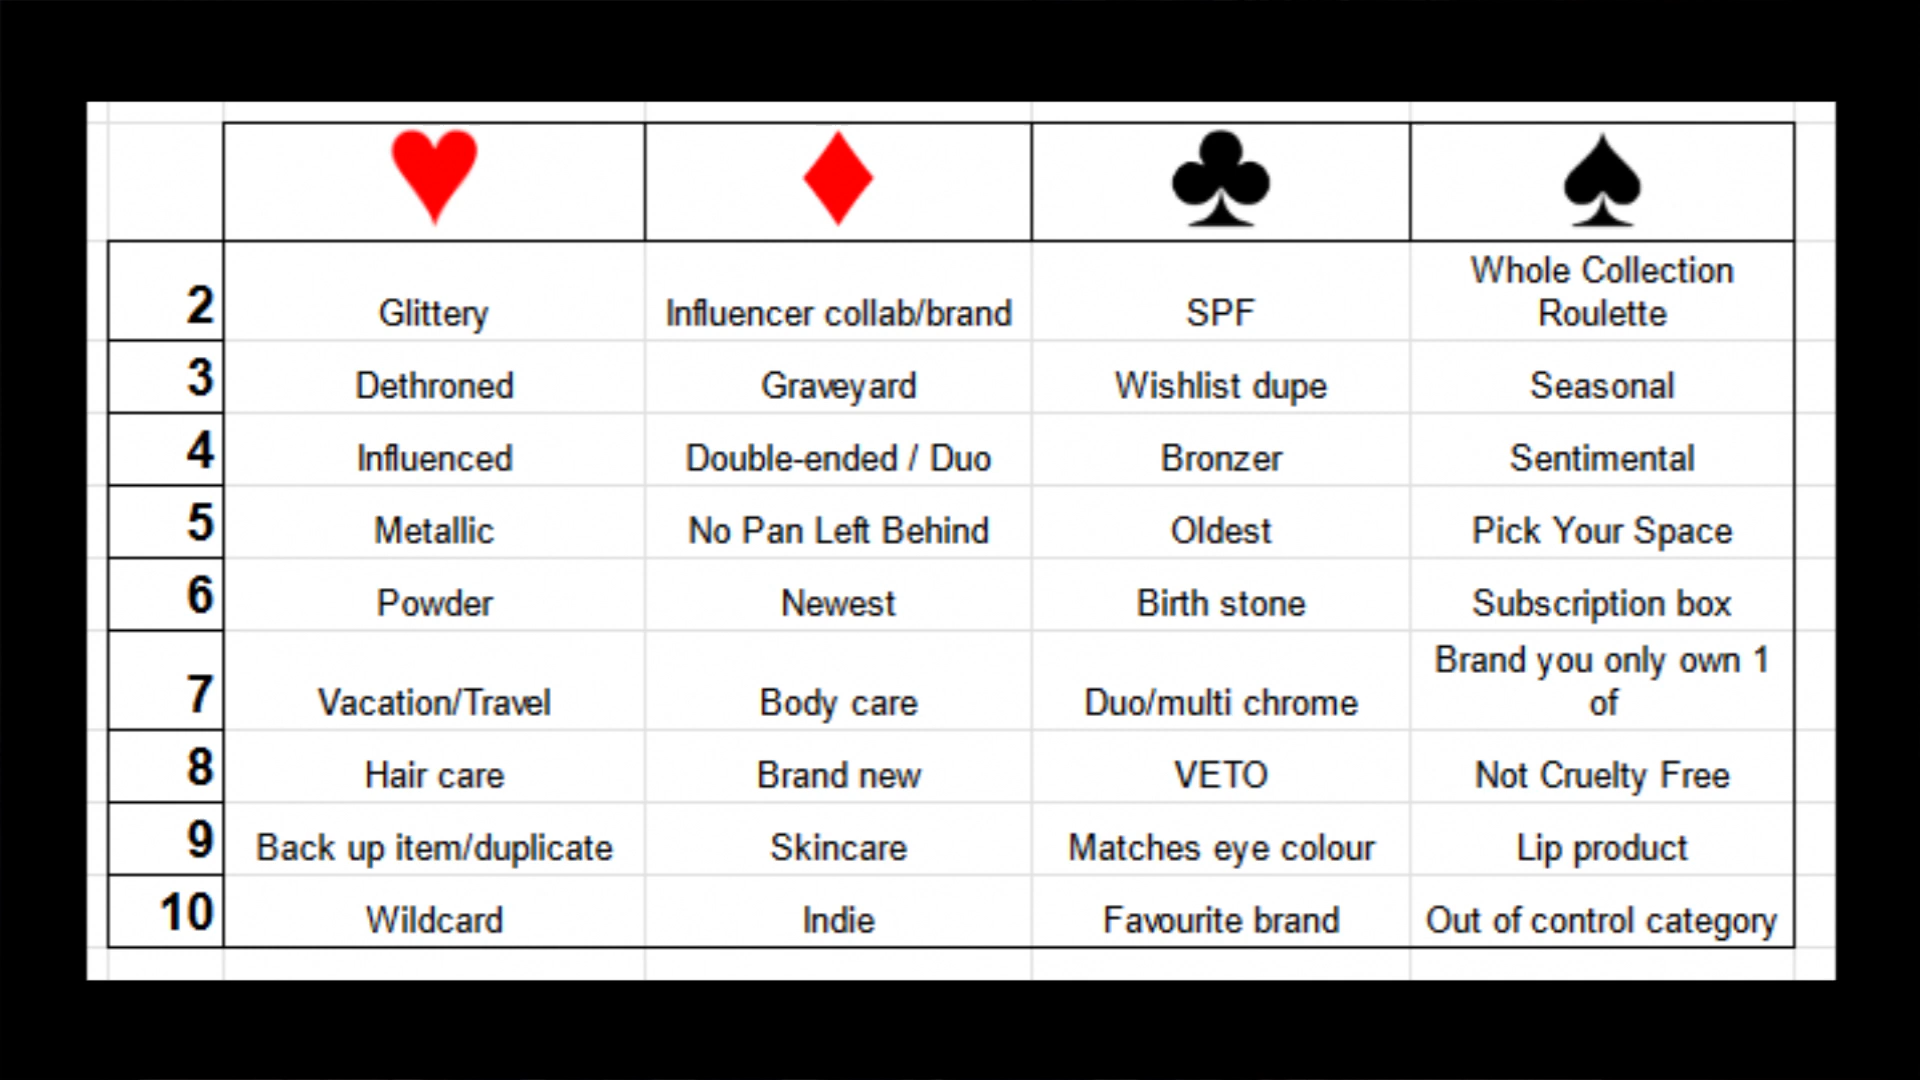 ♥ ♦ ♣ ♠
2 Glittery Influencer collab/brand SPF Whole Collection Roulette
3 Dethroned Graveyard Wishlist dupe Seasonal
4 Influenced Double-ended / Duo Bronzer Sentimental
5 Metallic No Pan Left Behind Oldest Pick Your Space
6 Powder Newest Birth stone Subscription box
7 Vacation/Travel Body care Duo/multi chrome Brand you only own 1 of
8 Hair care Brand new VETO Not Cruelty Free
9 Back up item/duplicate Skincare Matches eye colour Lip product
10 Wildcard Indie Favourite brand Out of control category